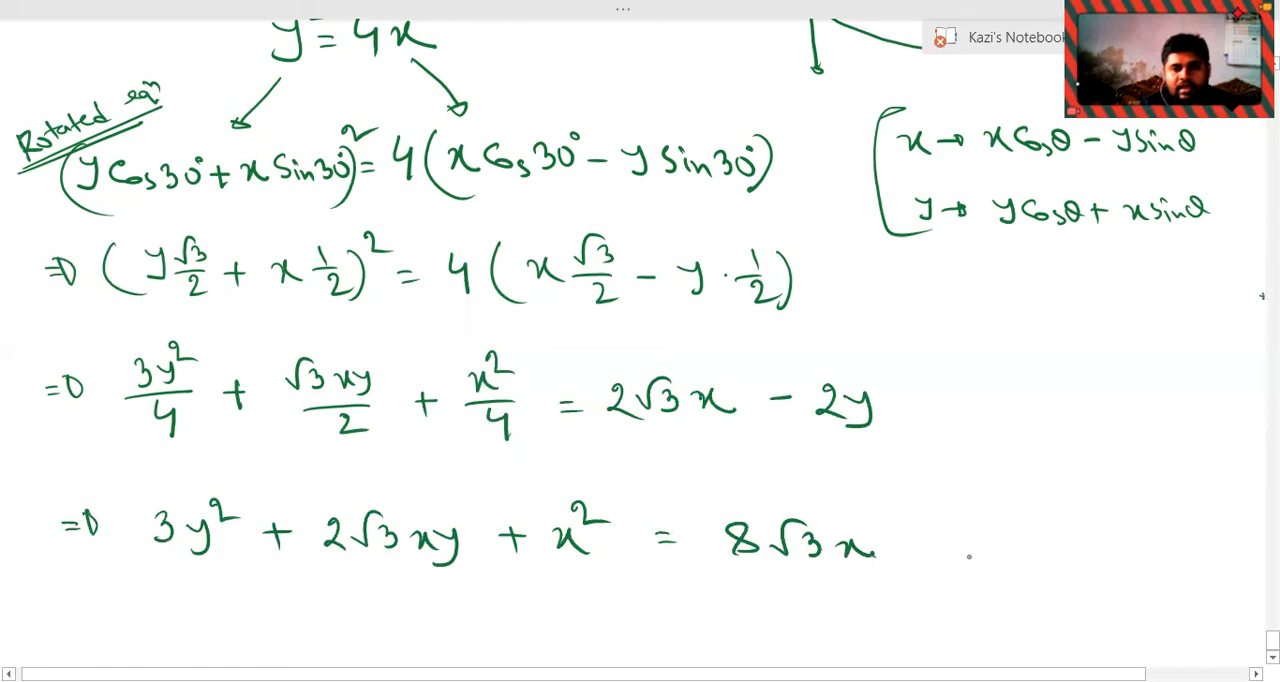 y² = 4x
Kazi's Notebook
Rotated eqn
(y Cos30° + x Sin30°)² = 4(x Cos30° - y Sin30°)
x → x Cosθ - y Sinθ
y → y Cosθ + x Sinθ
⇒ (y √3/2 + x 1/2)² = 4(x √3/2 - y · 1/2)
⇒ 3y²/4 + √3xy/2 + x²/4 = 2√3x - 2y
⇒ 3y² + 2√3xy + x² = 8√3x